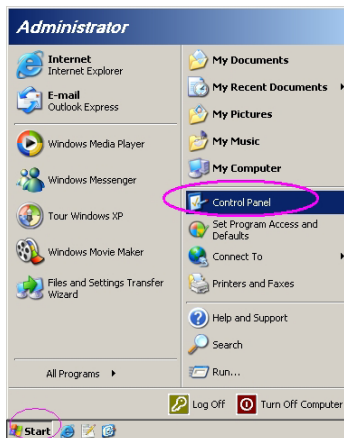 Administrator
Internet
Internet Explorer
E-mail
Outlook Express
Windows Media Player
Windows Messenger
Tour Windows XP
Windows Movie Maker
Files and Settings Transfer
Wizard
All Programs
My Documents
My Recent Documents
My Pictures
My Music
My Computer
Control Panel
Set Program Access and
Defaults
Connect To
Printers and Faxes
Help and Support
Search
Run...
Log Off
Turn Off Computer
Start